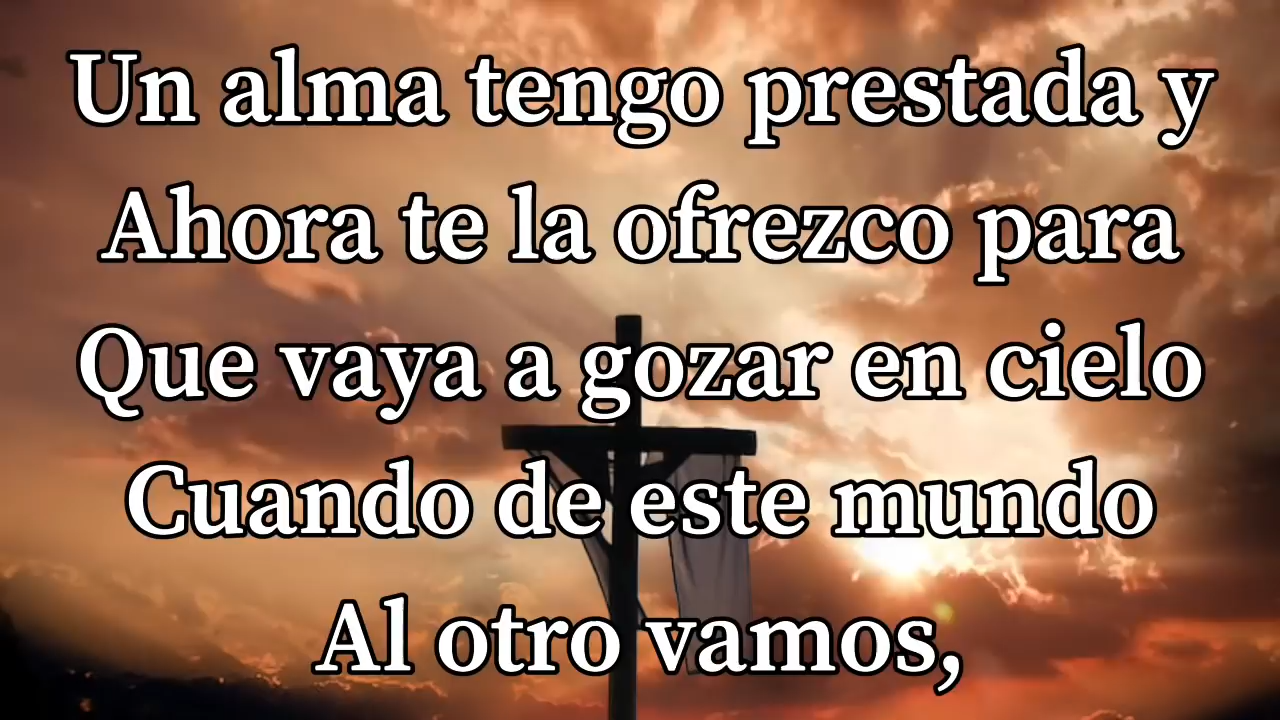 Un alma tengo prestada y
Ahora te la ofrezco para
Que vaya a gozar en cielo
Cuando de este mundo
Al otro vamos,